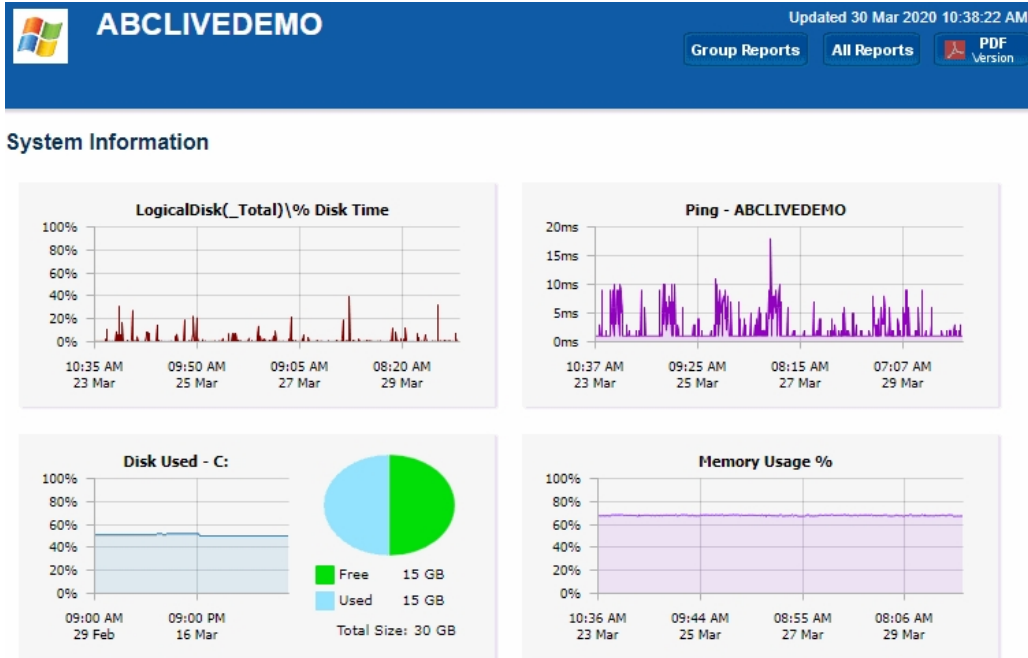 ABCLIVEDEMO
Updated 30 Mar 2020 10:38:22 AM
Group Reports
All Reports
PDF
Version
System Information
LogicalDisk(_Total)\% Disk Time
100%
80%
60%
40%
20%
0%
10:35 AM 09:50 AM 09:05 AM 08:20 AM
23 Mar 25 Mar 27 Mar 29 Mar
Ping - ABCLIVEDEMO
20ms
15ms
10ms
5ms
0ms
10:37 AM 09:25 AM 08:15 AM 07:07 AM
23 Mar 25 Mar 27 Mar 29 Mar
Disk Used - C:
100%
80%
60%
40%
20%
0%
09:00 AM 09:00 PM
29 Feb 16 Mar
Free 15 GB
Used 15 GB
Total Size: 30 GB
Memory Usage %
100%
80%
60%
40%
20%
0%
10:36 AM 09:44 AM 08:55 AM 08:06 AM
23 Mar 25 Mar 27 Mar 29 Mar